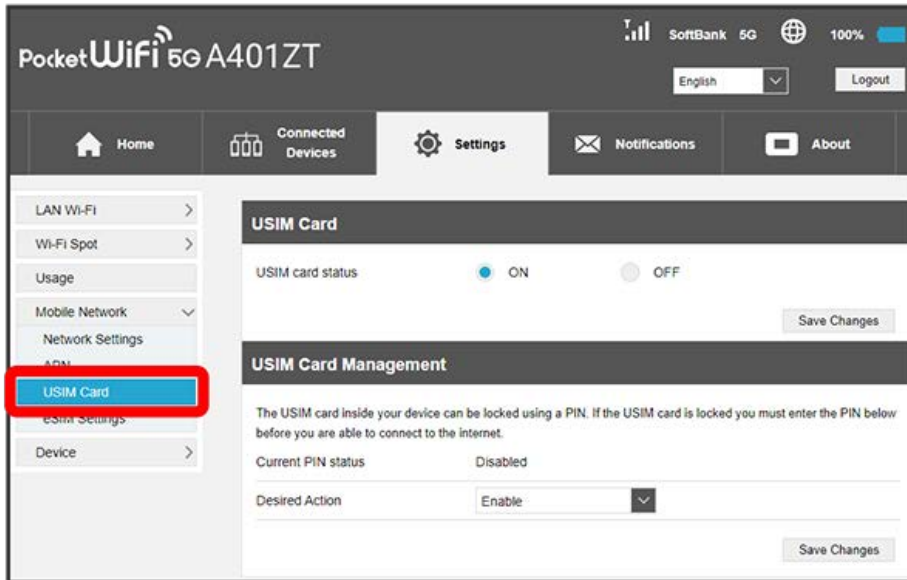 PocketWiFi 5G A401ZT
SoftBank 5G 100%
English Logout
Home
Connected
Devices
Settings
Notifications
About
LAN Wi-Fi
Wi-Fi Spot
Usage
Mobile Network
Network Settings
APN
USIM Card
eSIM Settings
Device
USIM Card
USIM card status ON OFF
Save Changes
USIM Card Management
The USIM card inside your device can be locked using a PIN. If the USIM card is locked you must enter the PIN below
before you are able to connect to the internet.
Current PIN status Disabled
Desired Action Enable
Save Changes